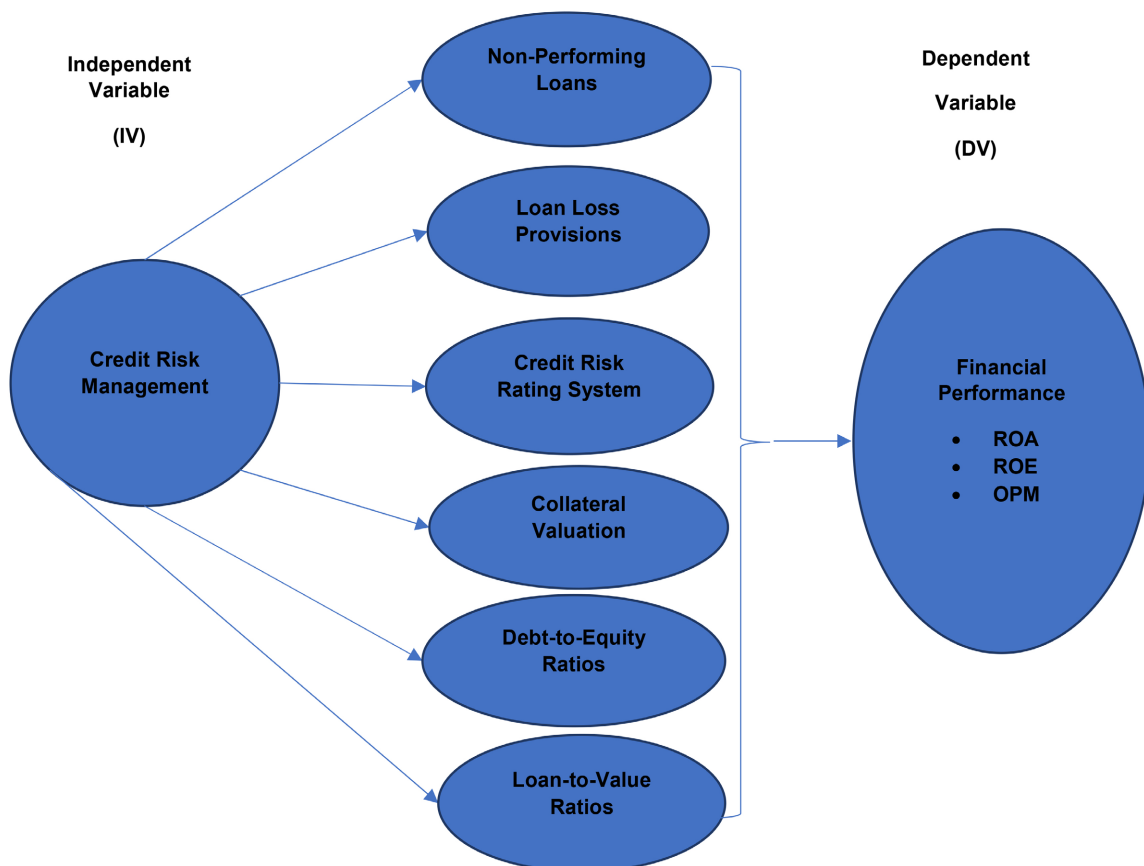 Independent
Variable
(IV)
Credit Risk
Management
Non-Performing
Loans
Loan Loss
Provisions
Credit Risk
Rating System
Collateral
Valuation
Debt-to-Equity
Ratios
Loan-to-Value
Ratios
Dependent
Variable
(DV)
Financial
Performance
• ROA
• ROE
• OPM